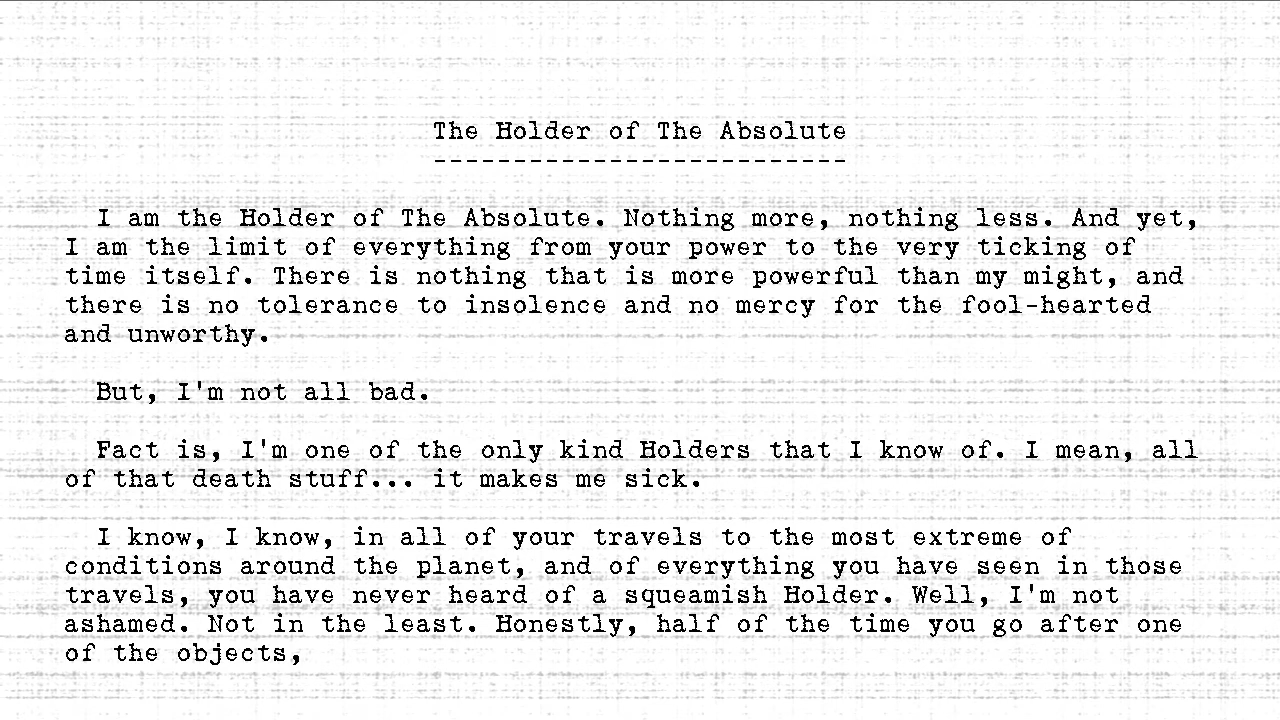 The Holder of The Absolute
--------------------------
I am the Holder of The Absolute. Nothing more, nothing less. And yet,
I am the limit of everything from your power to the very ticking of
time itself. There is nothing that is more powerful than my might, and
there is no tolerance to insolence and no mercy for the fool-hearted
and unworthy.
But, I'm not all bad.
Fact is, I'm one of the only kind Holders that I know of. I mean, all
of that death stuff... it makes me sick.
I know, I know, in all of your travels to the most extreme of
conditions around the planet, and of everything you have seen in those
travels, you have never heard of a squeamish Holder. Well, I'm not
ashamed. Not in the least. Honestly, half of the time you go after one
of the objects,